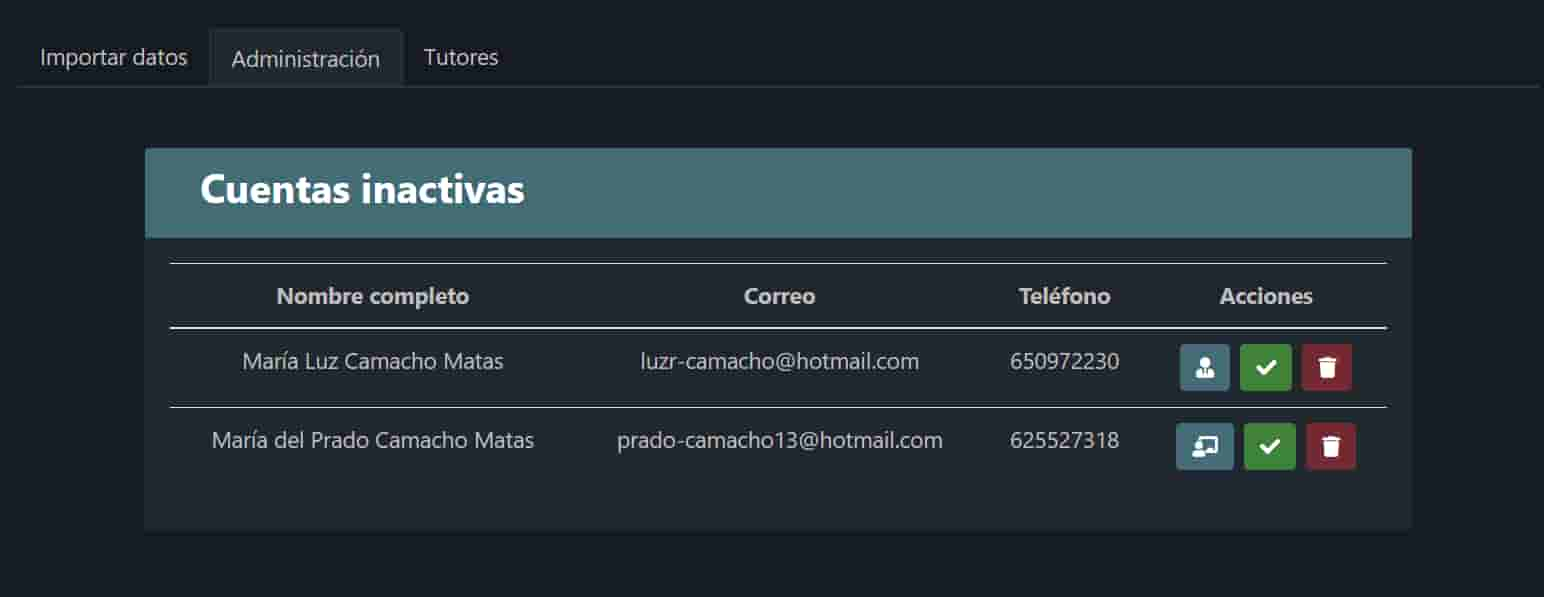 Importar datos Administración Tutores
Cuentas inactivas
Nombre completo Correo Teléfono Acciones
María Luz Camacho Matas luzr-camacho@hotmail.com 650972230
María del Prado Camacho Matas prado-camacho13@hotmail.com 625527318